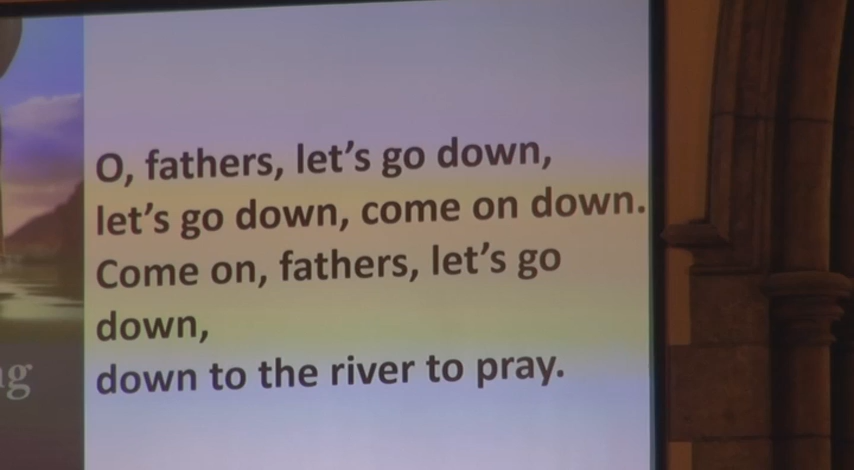 O, fathers, let's go down,
let's go down, come on down.
Come on, fathers, let's go
down,
down to the river to pray.
g